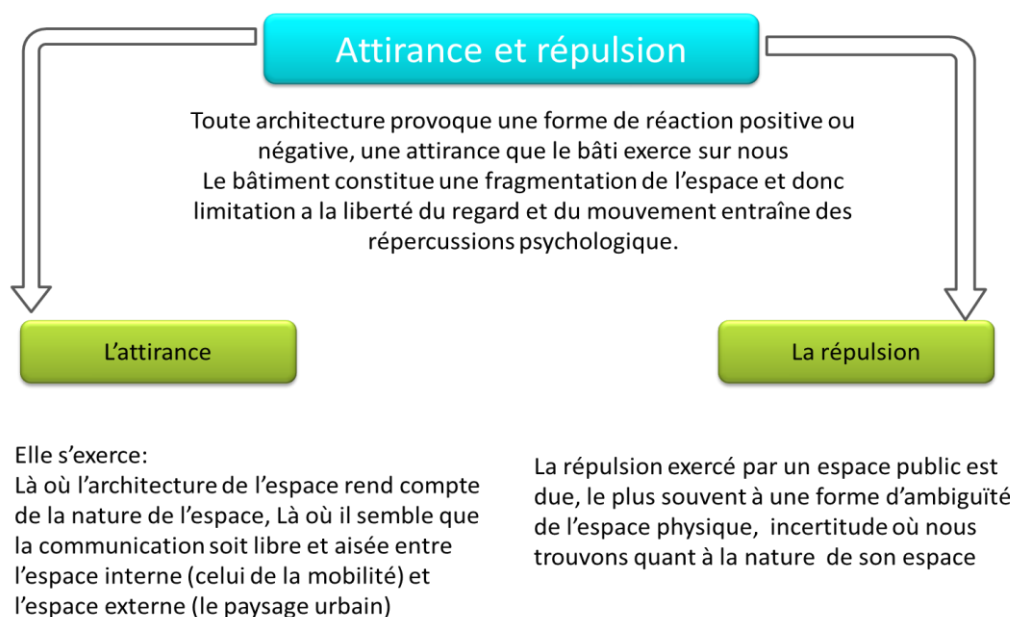 Attirance et répulsion
Toute architecture provoque une forme de réaction positive ou
négative, une attirance que le bâti exerce sur nous
Le bâtiment constitue une fragmentation de l'espace et donc
limitation a la liberté du regard et du mouvement entraîne des
répercussions psychologique.
L'attirance
La répulsion
Elle s'exerce:
Là où l'architecture de l'espace rend compte
de la nature de l'espace, Là où il semble que
la communication soit libre et aisée entre
l'espace interne (celui de la mobilité) et
l'espace externe (le paysage urbain)
La répulsion exercé par un espace public est
due, le plus souvent à une forme d'ambiguïté
de l'espace physique, incertitude où nous
trouvons quant à la nature de son espace